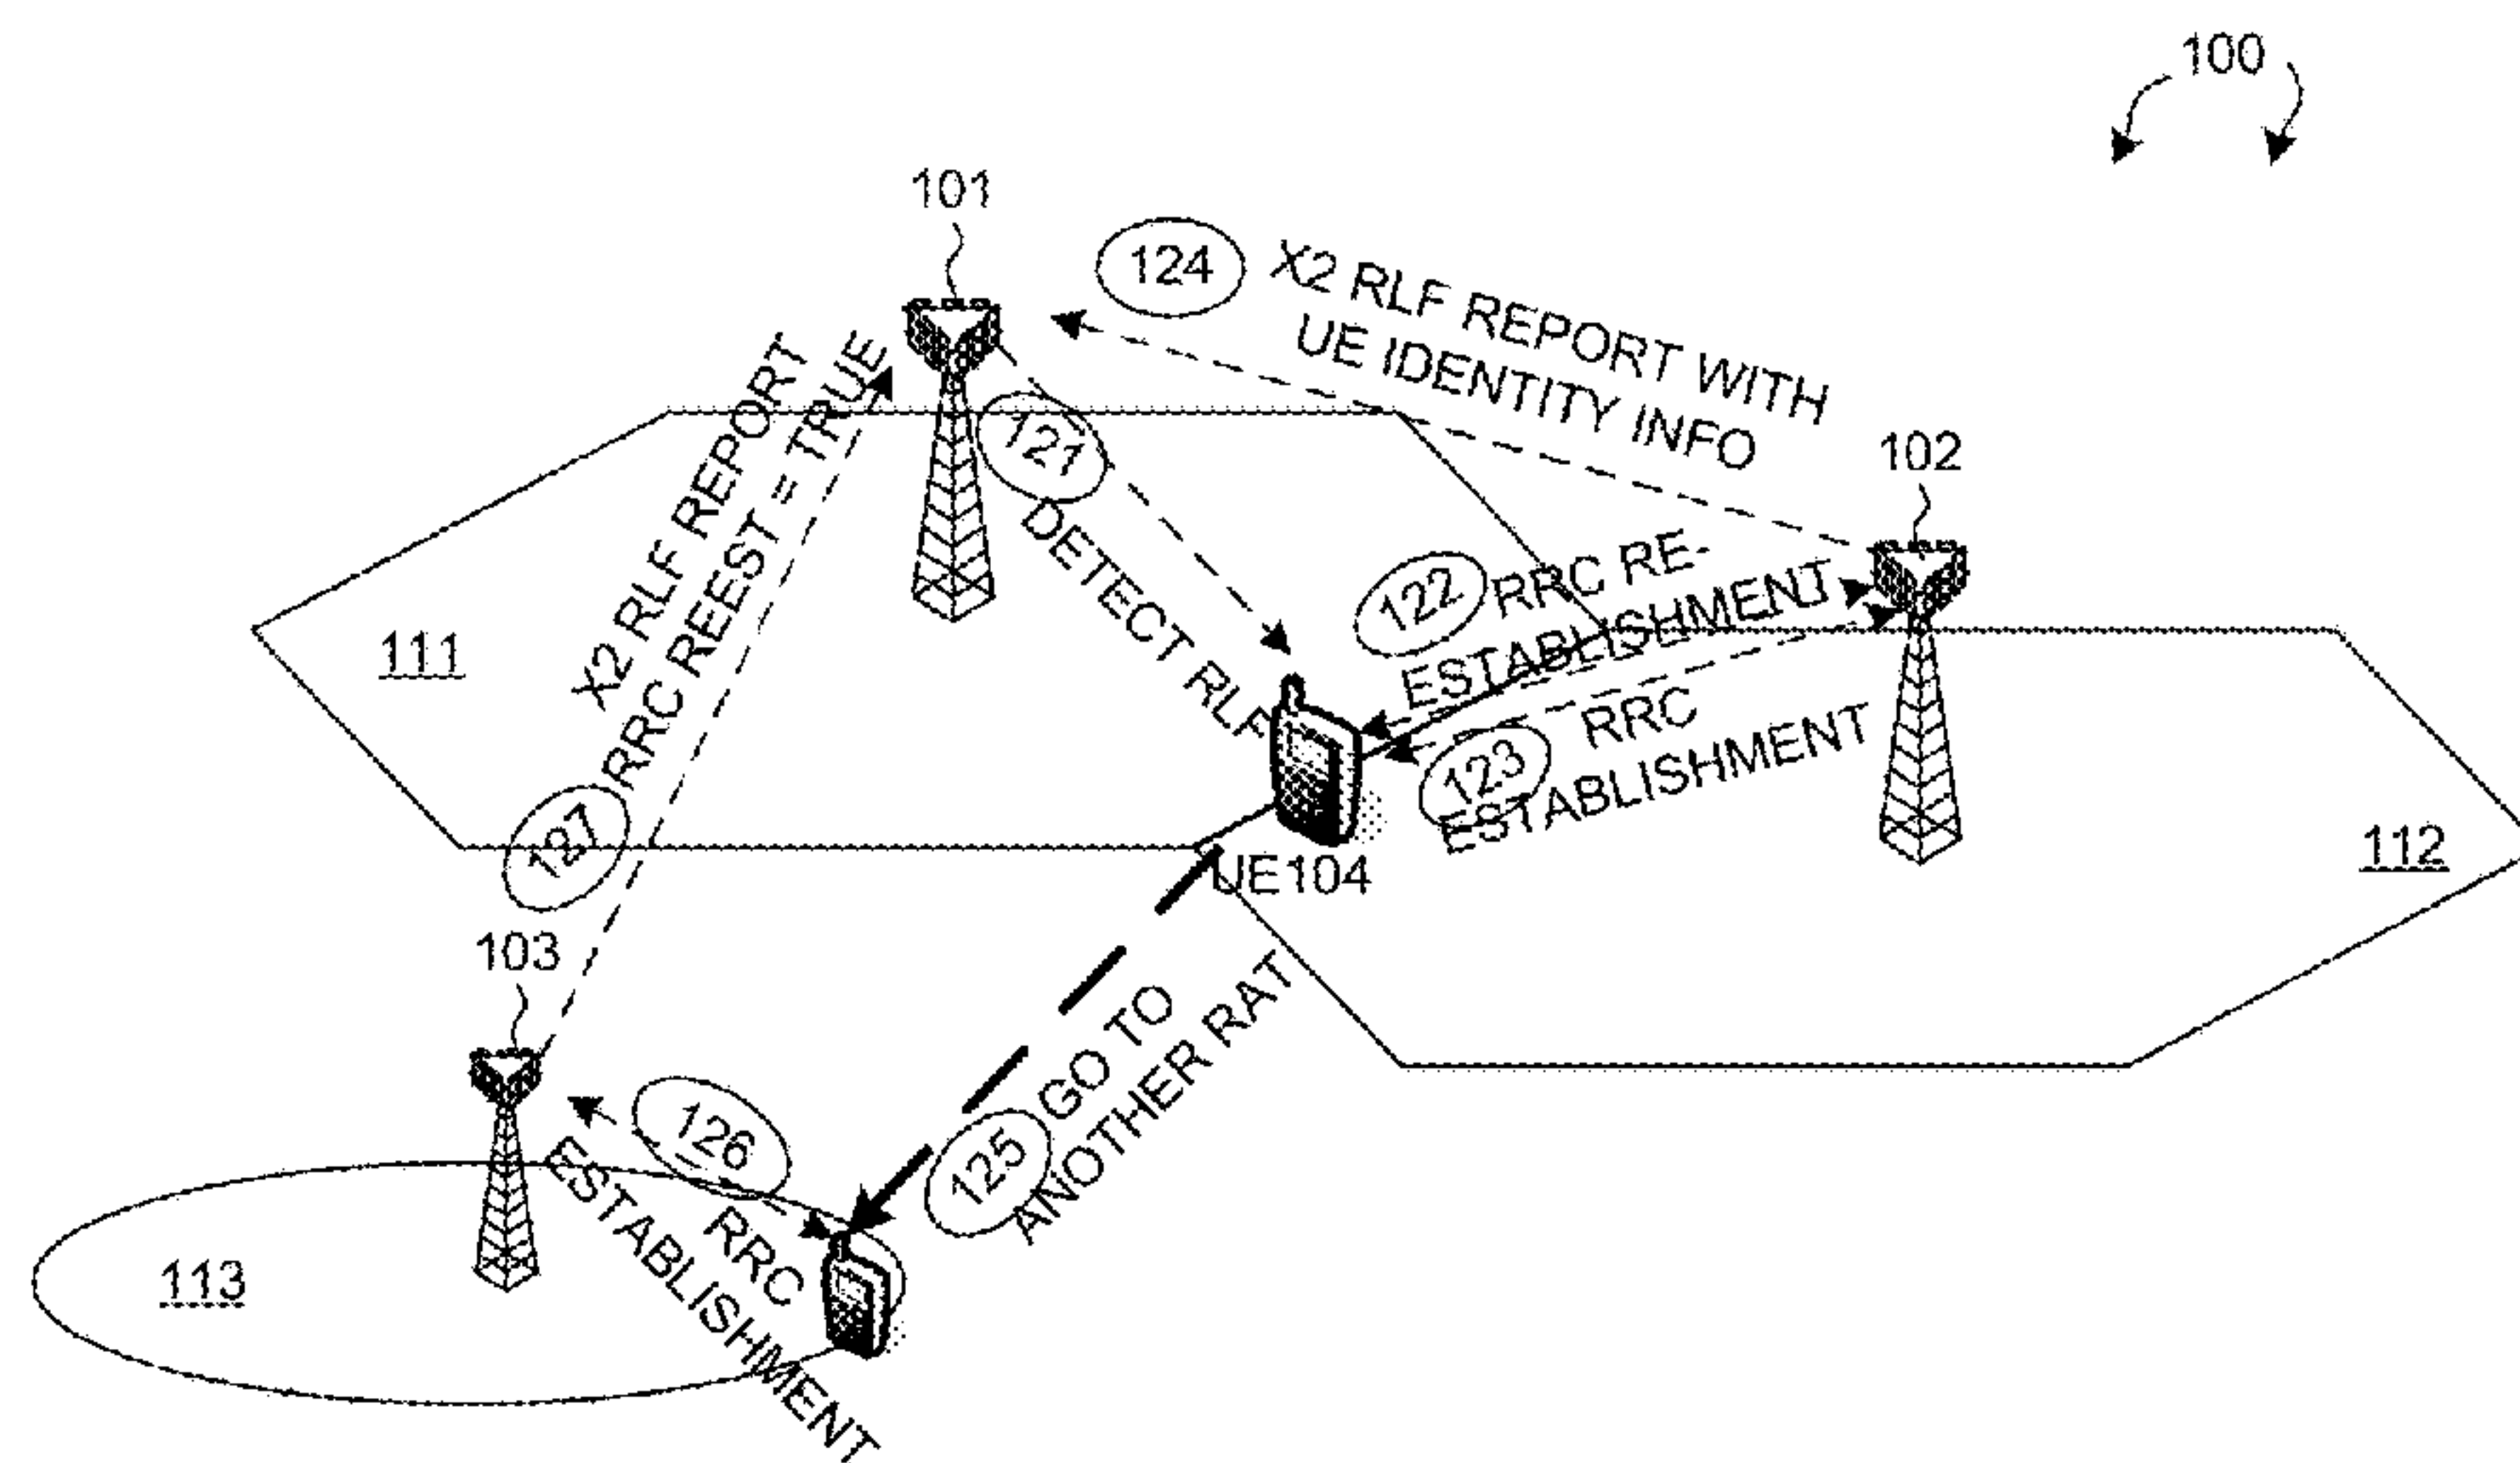 100
101
124
X2 RLF REPORT WITH
UE IDENTITY INFO
102
121
DETECT RLF
122
RRC RE-
ESTABLISHMENT
123
RRC
ESTABLISHMENT
X2 RLF REPORT
RRC REEST = TRUE
127
111
112
UE104
103
125
GO TO
ANOTHER RAT
126
RRC
ESTABLISHMENT
113